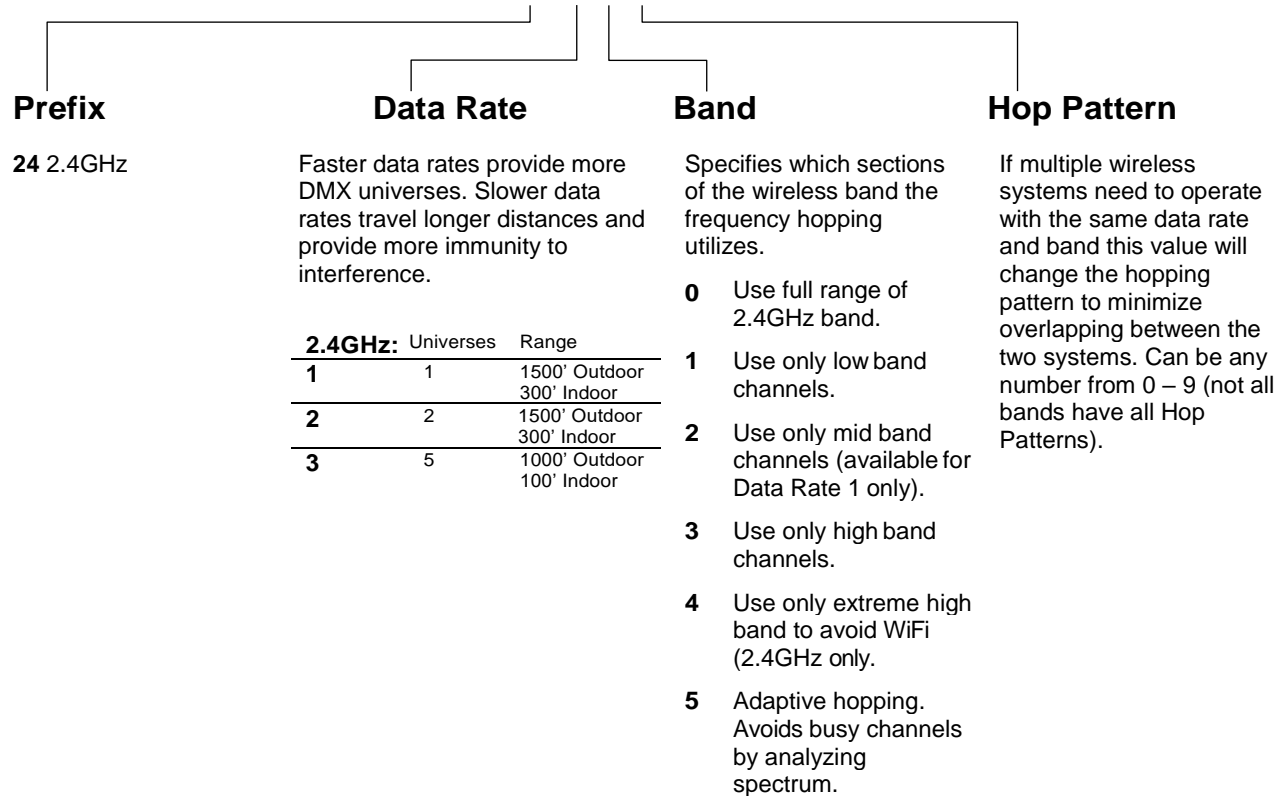 Prefix
24 2.4GHz
Data Rate
Faster data rates provide more
DMX universes. Slower data
rates travel longer distances and
provide more immunity to
interference.
2.4GHz: Universes Range
1 1 1500’ Outdoor
300’ Indoor
2 2 1500’ Outdoor
300’ Indoor
3 5 1000’ Outdoor
100’ Indoor
Band
Specifies which sections
of the wireless band the
frequency hopping
utilizes.
0 Use full range of
2.4GHz band.
1 Use only low band
channels.
2 Use only mid band
channels (available for
Data Rate 1 only).
3 Use only high band
channels.
4 Use only extreme high
band to avoid WiFi
(2.4GHz only.
5 Adaptive hopping.
Avoids busy channels
by analyzing
spectrum.
Hop Pattern
If multiple wireless
systems need to operate
with the same data rate
and band this value will
change the hopping
pattern to minimize
overlapping between the
two systems. Can be any
number from 0 – 9 (not all
bands have all Hop
Patterns).